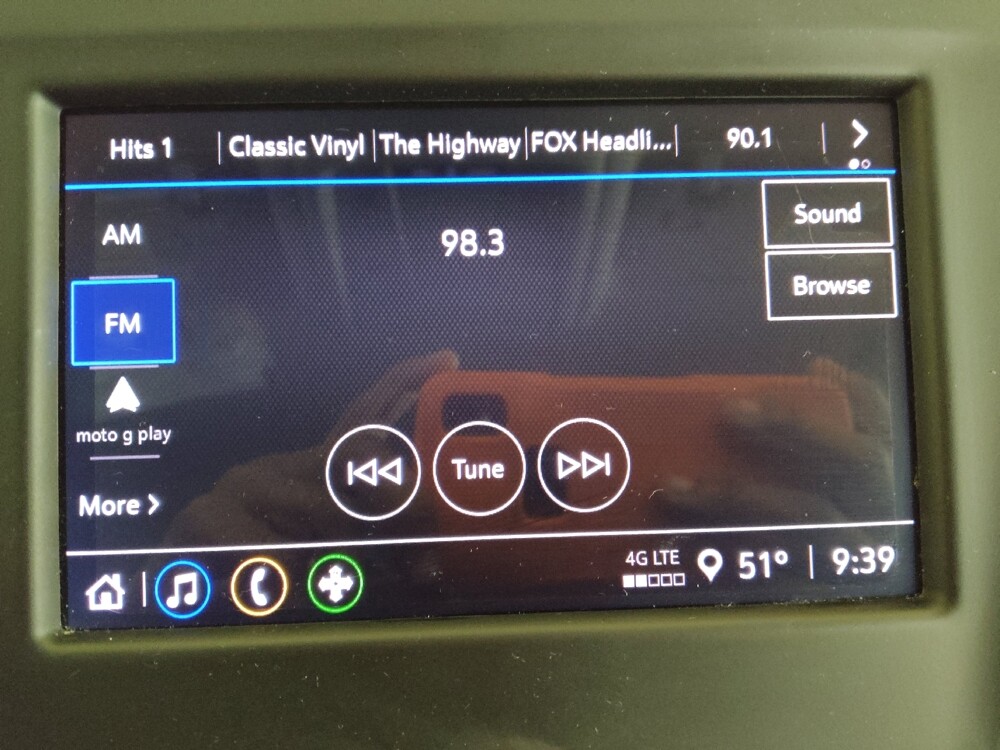 Hits 1 Classic Vinyl The Highway FOX Headli... 90.1
Sound
AM
98.3
Browse
FM
moto g play
Tune
More
4G LTE
51° 9:39